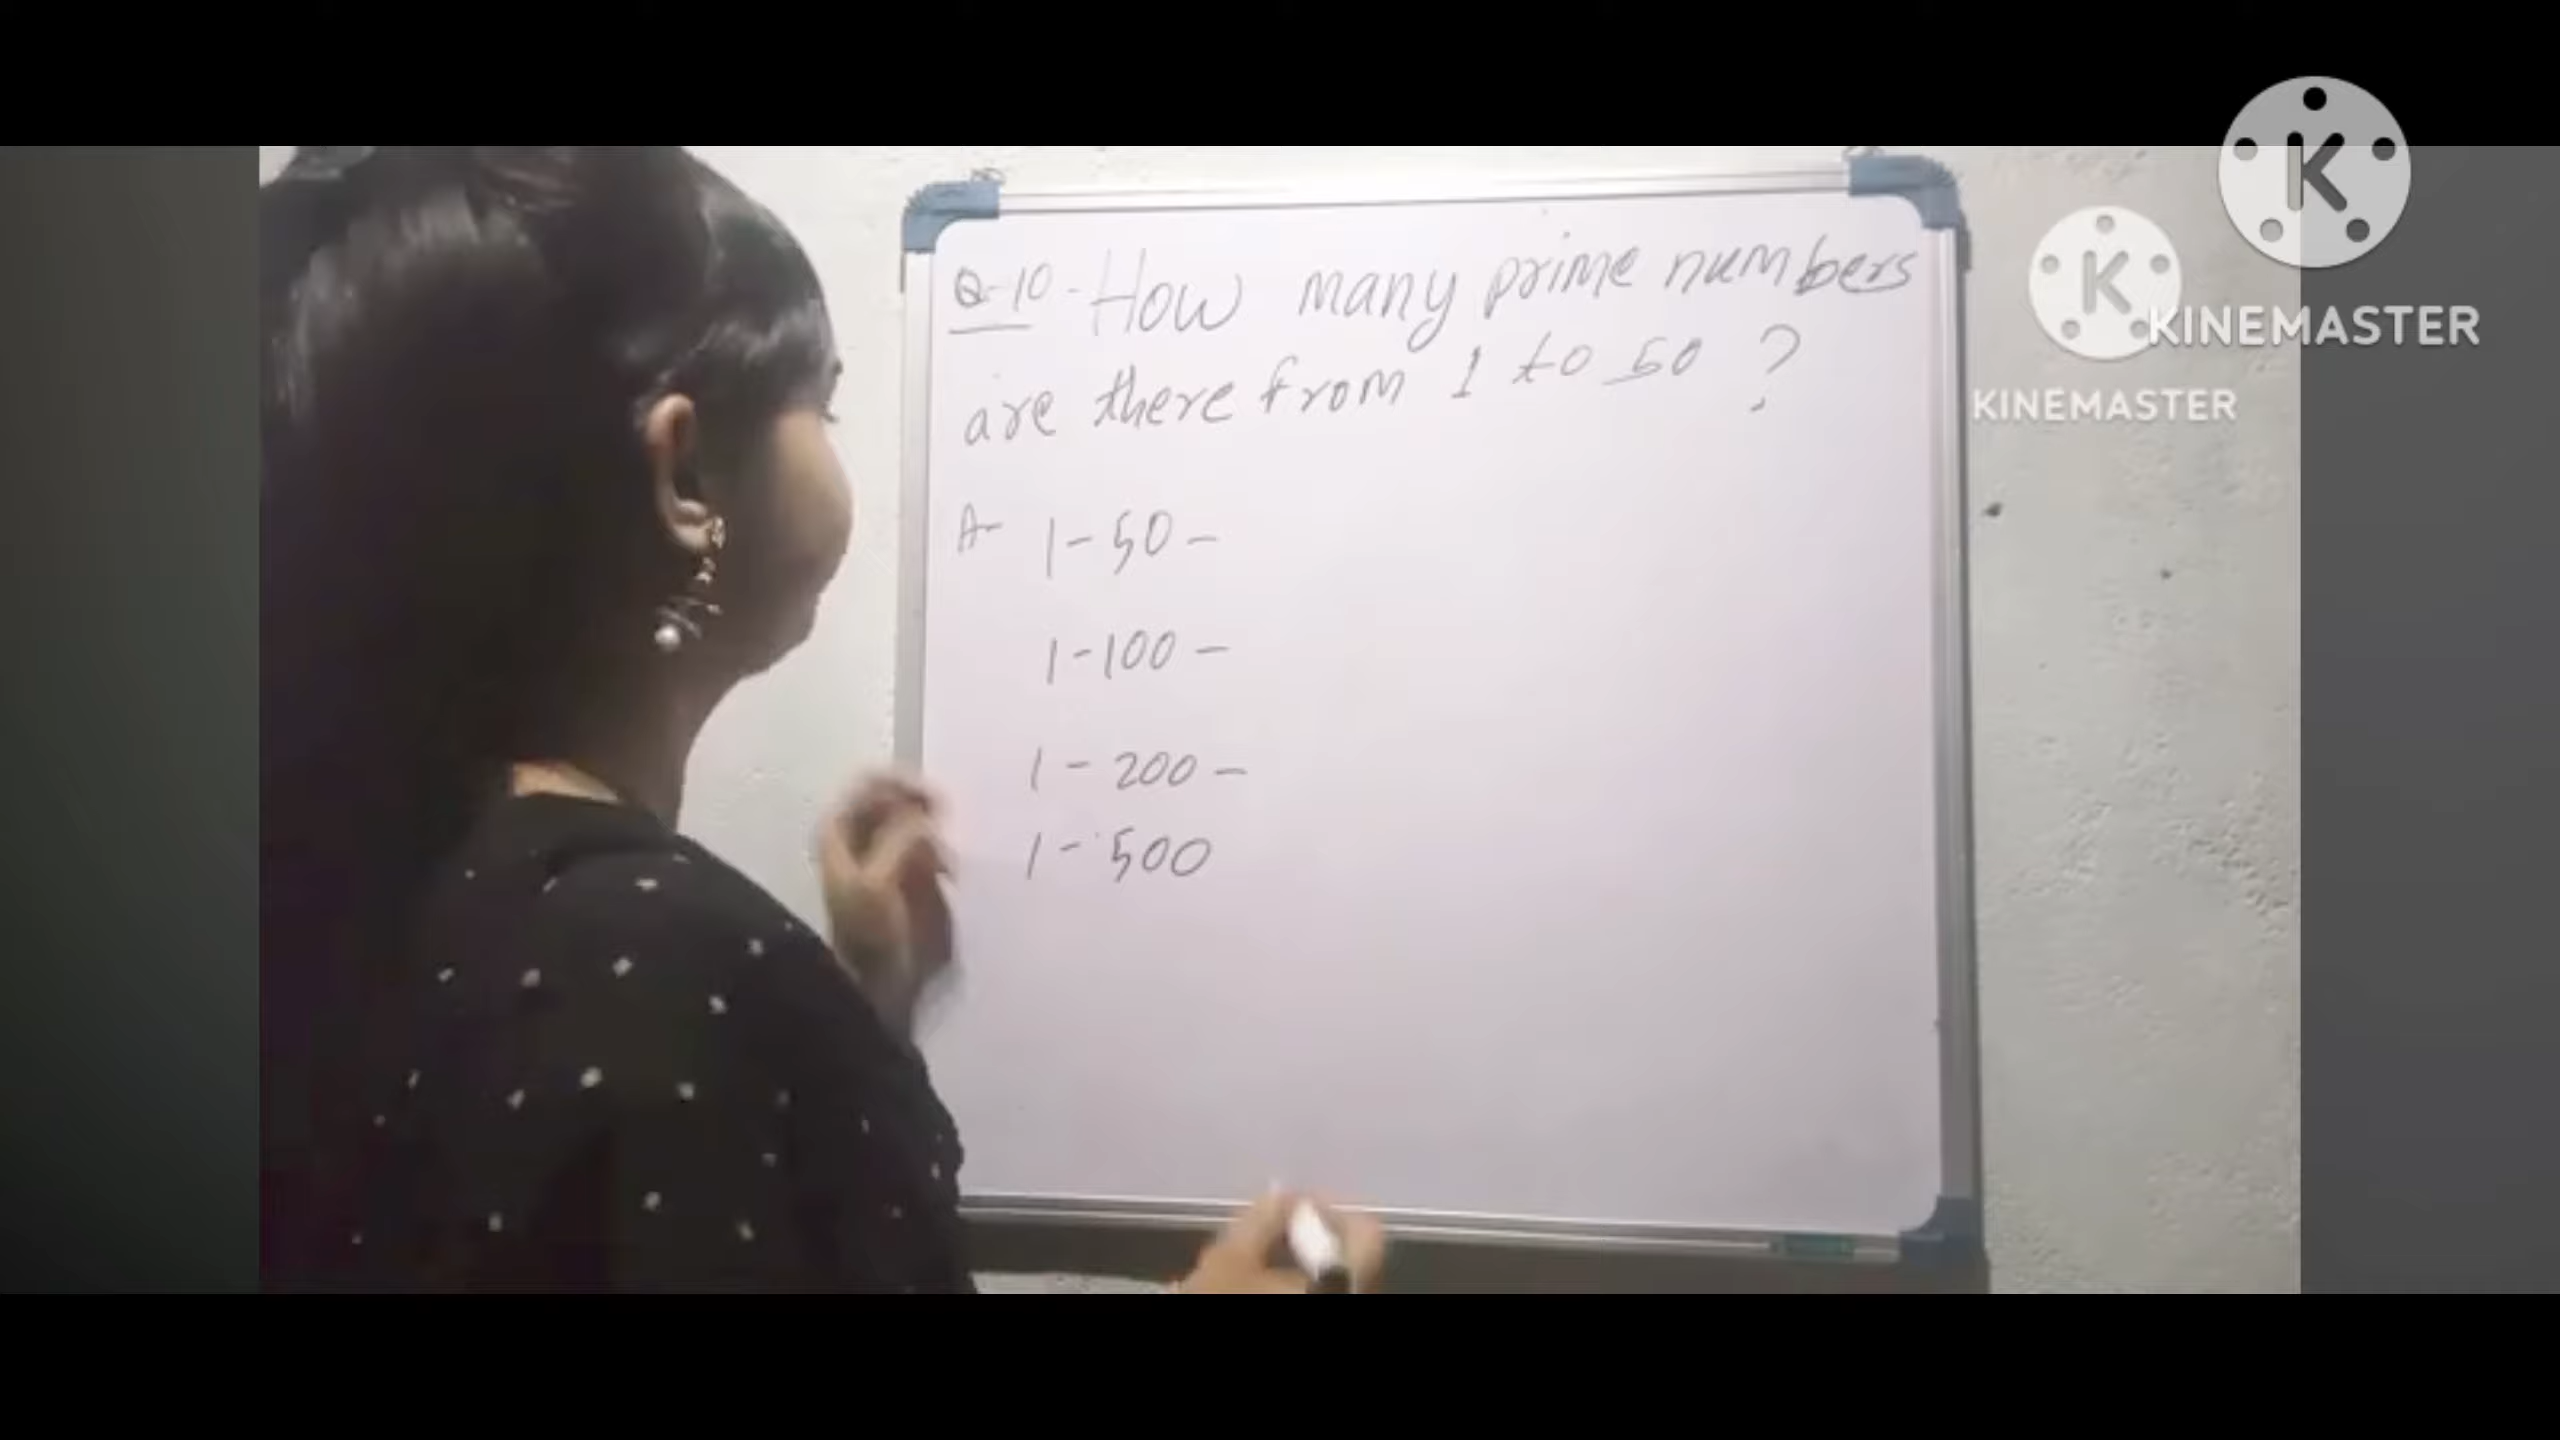 Q-10 - How many prime numbers
are there from 1 to 50 ?
A- 1 - 50 -
1 - 100 -
1 - 200 -
1 - 500
K
KINEMASTER
K
KINEMASTER